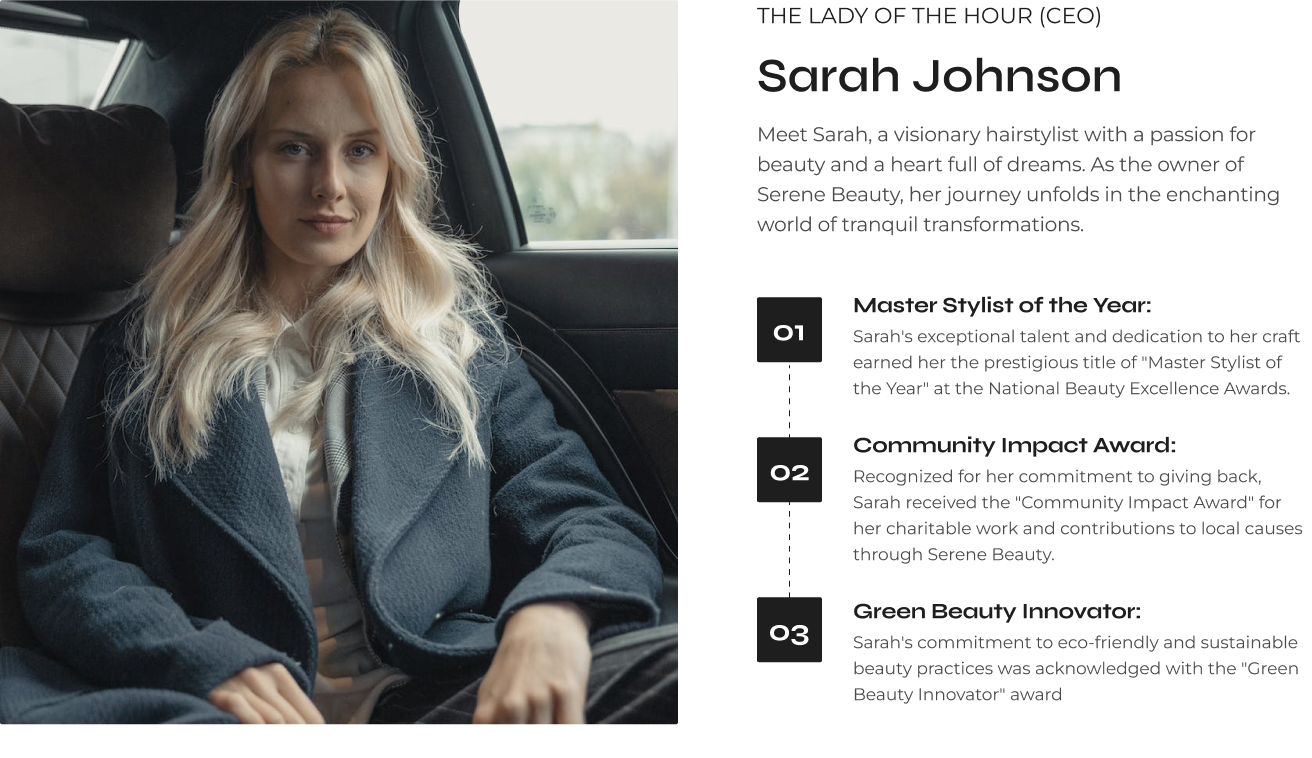 THE LADY OF THE HOUR (CEO)
Sarah Johnson
Meet Sarah, a visionary hairstylist with a passion for
beauty and a heart full of dreams. As the owner of
Serene Beauty, her journey unfolds in the enchanting
world of tranquil transformations.
01
Master Stylist of the Year:
Sarah's exceptional talent and dedication to her craft
earned her the prestigious title of "Master Stylist of
the Year" at the National Beauty Excellence Awards.
02
Community Impact Award:
Recognized for her commitment to giving back,
Sarah received the "Community Impact Award" for
her charitable work and contributions to local causes
through Serene Beauty.
03
Green Beauty Innovator:
Sarah's commitment to eco-friendly and sustainable
beauty practices was acknowledged with the "Green
Beauty Innovator" award